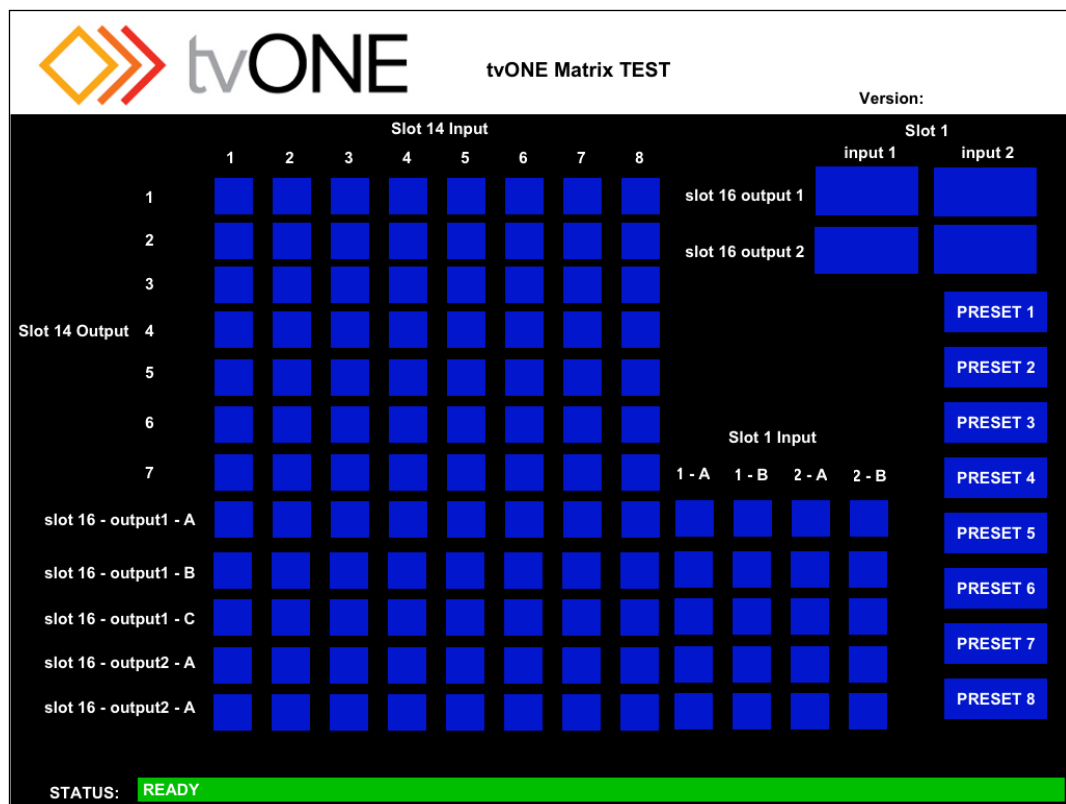 tvONE
tvONE Matrix TEST
Version:
Slot 14 Input
Slot 1
1 2 3 4 5 6 7 8
input 1 input 2
1
slot 16 output 1
2
slot 16 output 2
3
PRESET 1
Slot 14 Output 4
PRESET 2
5
PRESET 3
6
Slot 1 Input
7
1 - A 1 - B 2 - A 2 - B
PRESET 4
slot 16 - output1 - A
PRESET 5
slot 16 - output1 - B
PRESET 6
slot 16 - output1 - C
PRESET 7
slot 16 - output2 - A
PRESET 8
slot 16 - output2 - A
STATUS: READY